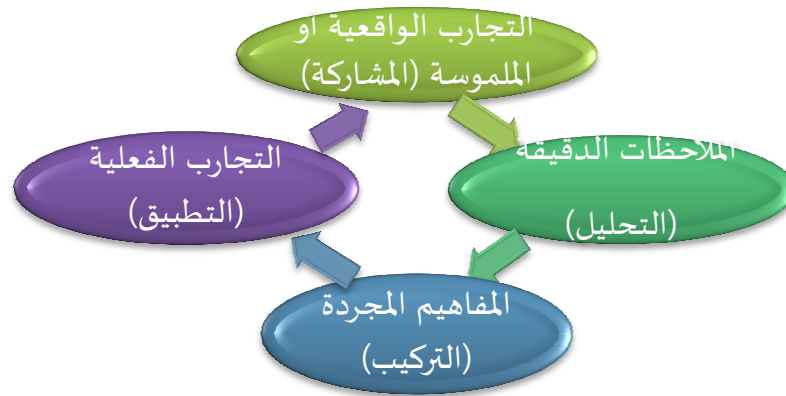 التجارب الواقعية او
الملموسة (المشاركة)
الملاحظات الدقيقة
(التحليل)
المفاهيم المجردة
(التركيب)
التجارب الفعلية
(التطبيق)